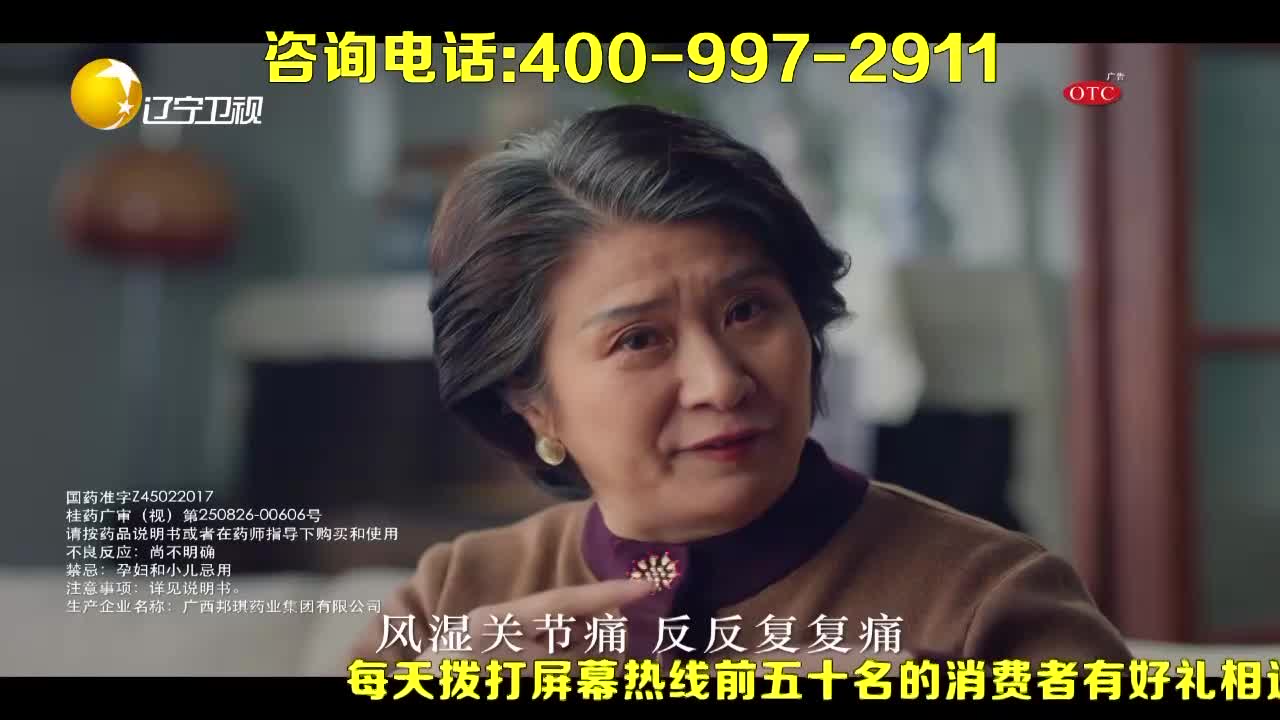 咨询电话:400-997-2911
辽宁卫视
广告
OTC
国药准字Z45022017
桂药广审（视）第250826-00606号
请按药品说明书或者在药师指导下购买和使用
不良反应：尚不明确
禁忌：孕妇和小儿忌用
注意事项：详见说明书。
生产企业名称：广西邦琪药业集团有限公司
风湿关节痛 反反复复痛
每天拨打屏幕热线前五十名的消费者有好礼相